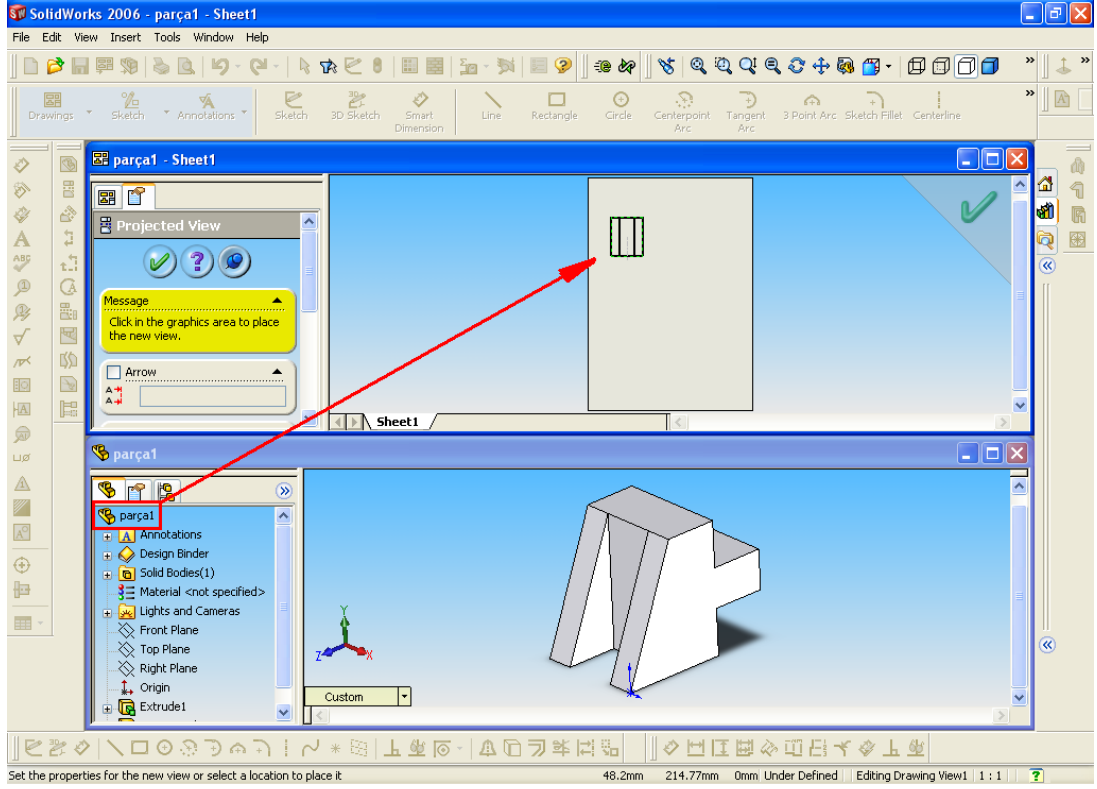 SolidWorks 2006 - parça1 - Sheet1
File Edit View Insert Tools Window Help
Drawings Sketch Annotations Sketch 3D Sketch Smart Dimension Line Rectangle Circle Centerpoint Arc Tangent Arc 3 Point Arc Sketch Fillet Centerline
parça1 - Sheet1
Projected View
Message
Click in the graphics area to place
the new view.
Arrow
Sheet1
parça1
parça1
Annotations
Design Binder
Solid Bodies(1)
Material <not specified>
Lights and Cameras
Front Plane
Top Plane
Right Plane
Origin
Extrude1
Y
Z
X
Custom
Set the properties for the new view or select a location to place it 48.2mm 214.77mm 0mm Under Defined Editing Drawing View1 1 : 1